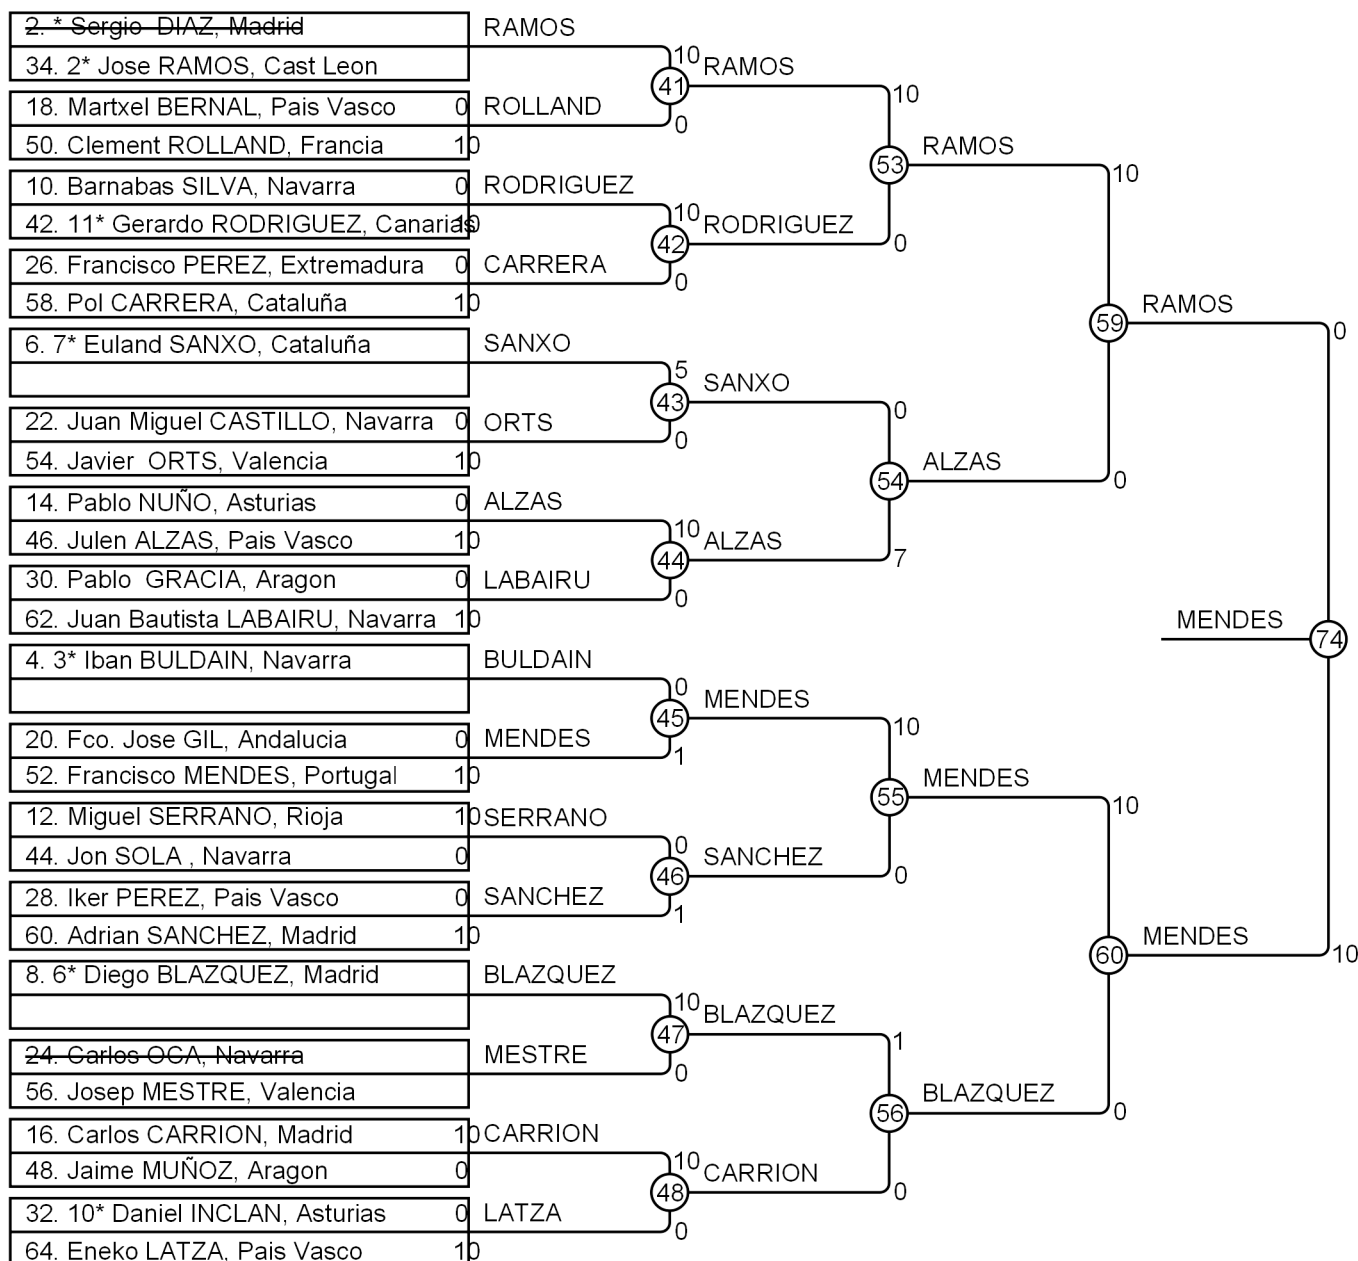 2. * Sergio  DIAZ, Madrid
34. 2* Jose RAMOS, Cast Leon
RAMOS
18. Martxel BERNAL, Pais Vasco 0
50. Clement ROLLAND, Francia 10
ROLLAND
10 41 0
RAMOS
10. Barnabas SILVA, Navarra 0
42. 11* Gerardo RODRIGUEZ, Canarias 10
RODRIGUEZ
26. Francisco PEREZ, Extremadura 0
58. Pol CARRERA, Cataluña 10
CARRERA
10 42 0
RODRIGUEZ
10 53 0
RAMOS
6. 7* Euland SANXO, Cataluña
SANXO
22. Juan Miguel CASTILLO, Navarra 0
54. Javier  ORTS, Valencia 10
ORTS
5 43 0
SANXO
14. Pablo NUÑO, Asturias 0
46. Julen ALZAS, Pais Vasco 10
ALZAS
30. Pablo  GRACIA, Aragon 0
62. Juan Bautista LABAIRU, Navarra 10
LABAIRU
10 44 0
ALZAS
0 54 7
ALZAS
10 59 0
RAMOS
4. 3* Iban BULDAIN, Navarra
BULDAIN
20. Fco. Jose GIL, Andalucia 0
52. Francisco MENDES, Portugal 10
MENDES
0 45 1
MENDES
12. Miguel SERRANO, Rioja 10
44. Jon SOLA , Navarra 0
SERRANO
28. Iker PEREZ, Pais Vasco 0
60. Adrian SANCHEZ, Madrid 10
SANCHEZ
0 46 1
SANCHEZ
10 55 0
MENDES
8. 6* Diego BLAZQUEZ, Madrid
BLAZQUEZ
24. Carlos OCA, Navarra
56. Josep MESTRE, Valencia
MESTRE
10 47 0
BLAZQUEZ
16. Carlos CARRION, Madrid 10
48. Jaime MUÑOZ, Aragon 0
CARRION
32. 10* Daniel INCLAN, Asturias 0
64. Eneko LATZA, Pais Vasco 10
LATZA
10 48 0
CARRION
1 56 0
BLAZQUEZ
10 60 0
MENDES
0 74 10
MENDES